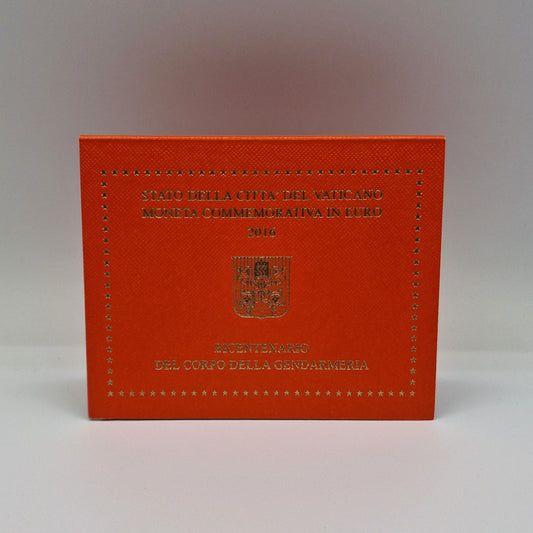 STATO DELLA CITTA' DEL VATICANO
MONETA COMMEMORATIVA IN EURO
2016
BICENTENARIO
DEL CORPO DELLA GENDARMERIA